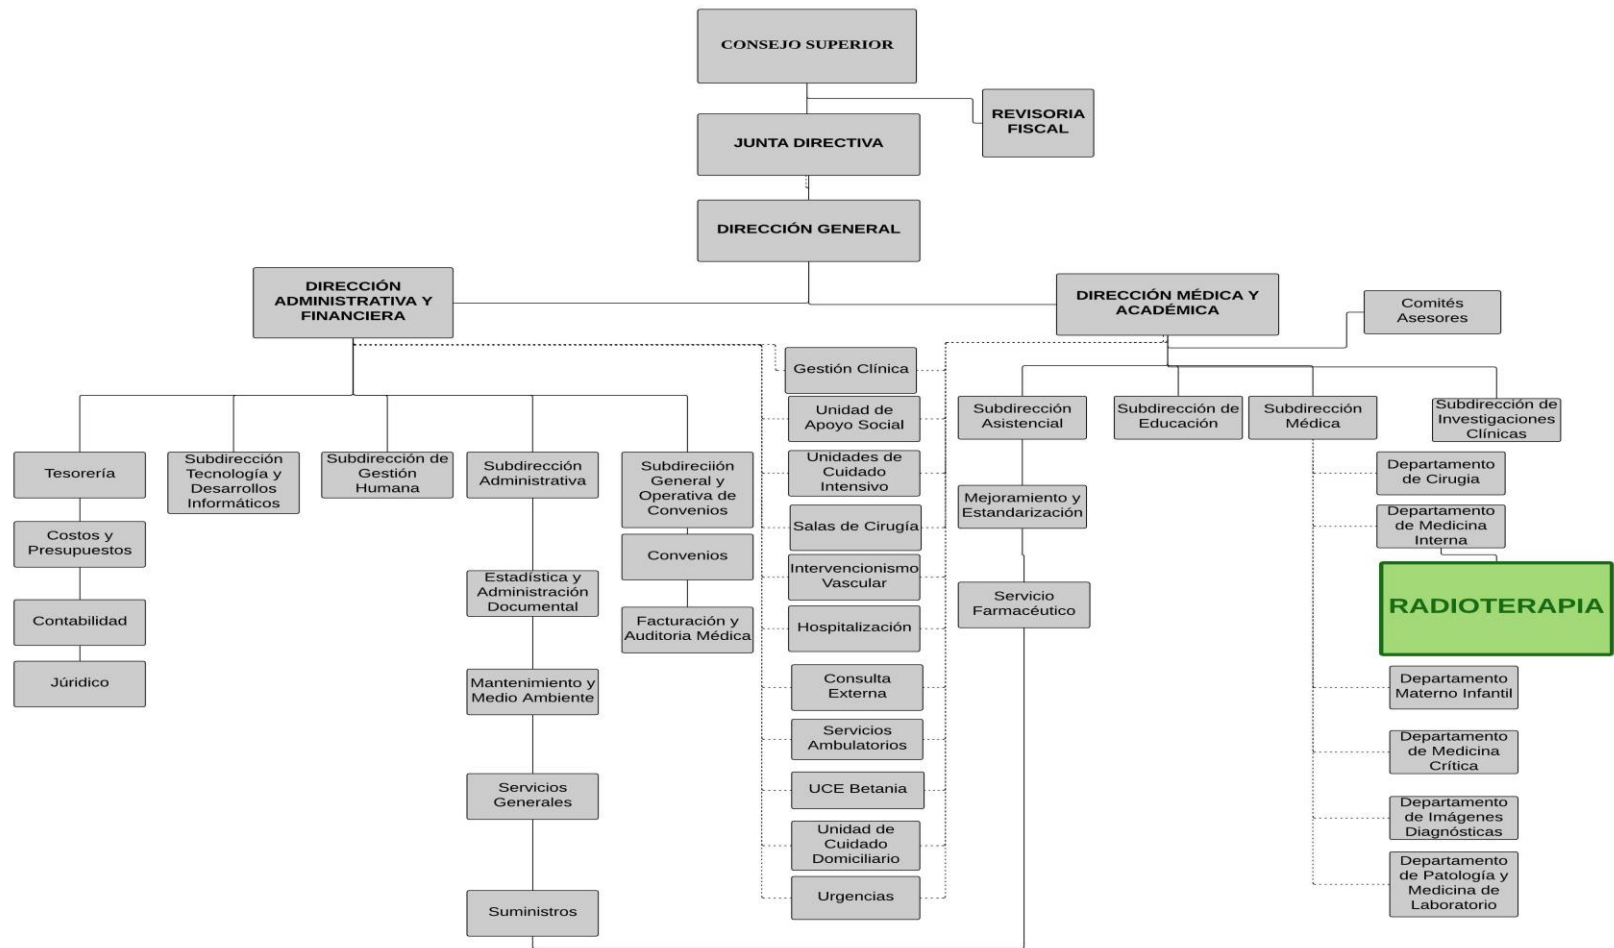 CONSEJO SUPERIOR
REVISORIA
FISCAL
JUNTA DIRECTIVA
DIRECCIÓN GENERAL
DIRECCIÓN
ADMINISTRATIVA Y
FINANCIERA
DIRECCIÓN MÉDICA Y
ACADÉMICA
Comités
Asesores
Tesorería
Costos y
Presupuestos
Contabilidad
Júridico
Subdirección
Tecnología y
Desarrollos
Informáticos
Subdirección de
Gestión
Humana
Subdirección
Administrativa
Estadística y
Administración
Documental
Mantenimiento y
Medio Ambiente
Servicios
Generales
Suministros
Subdireciión
General y
Operativa de
Convenios
Convenios
Facturación y
Auditoria Médica
Gestión Clínica
Unidad de
Apoyo Social
Unidades de
Cuidado
Intensivo
Salas de Cirugía
Intervencionismo
Vascular
Hospitalización
Consulta
Externa
Servicios
Ambulatorios
UCE Betania
Unidad de
Cuidado
Domiciliario
Urgencias
Subdirección
Asistencial
Mejoramiento y
Estandarización
Servicio
Farmacéutico
Subdirección de
Educación
Subdirección
Médica
Subdirección de
Investigaciones
Clínicas
Departamento
de Cirugia
Departamento
de Medicina
Interna
RADIOTERAPIA
Departamento
Materno Infantil
Departamento
de Medicina
Crítica
Departamento
de Imágenes
Diagnósticas
Departamento
de Patología y
Medicina de
Laboratorio